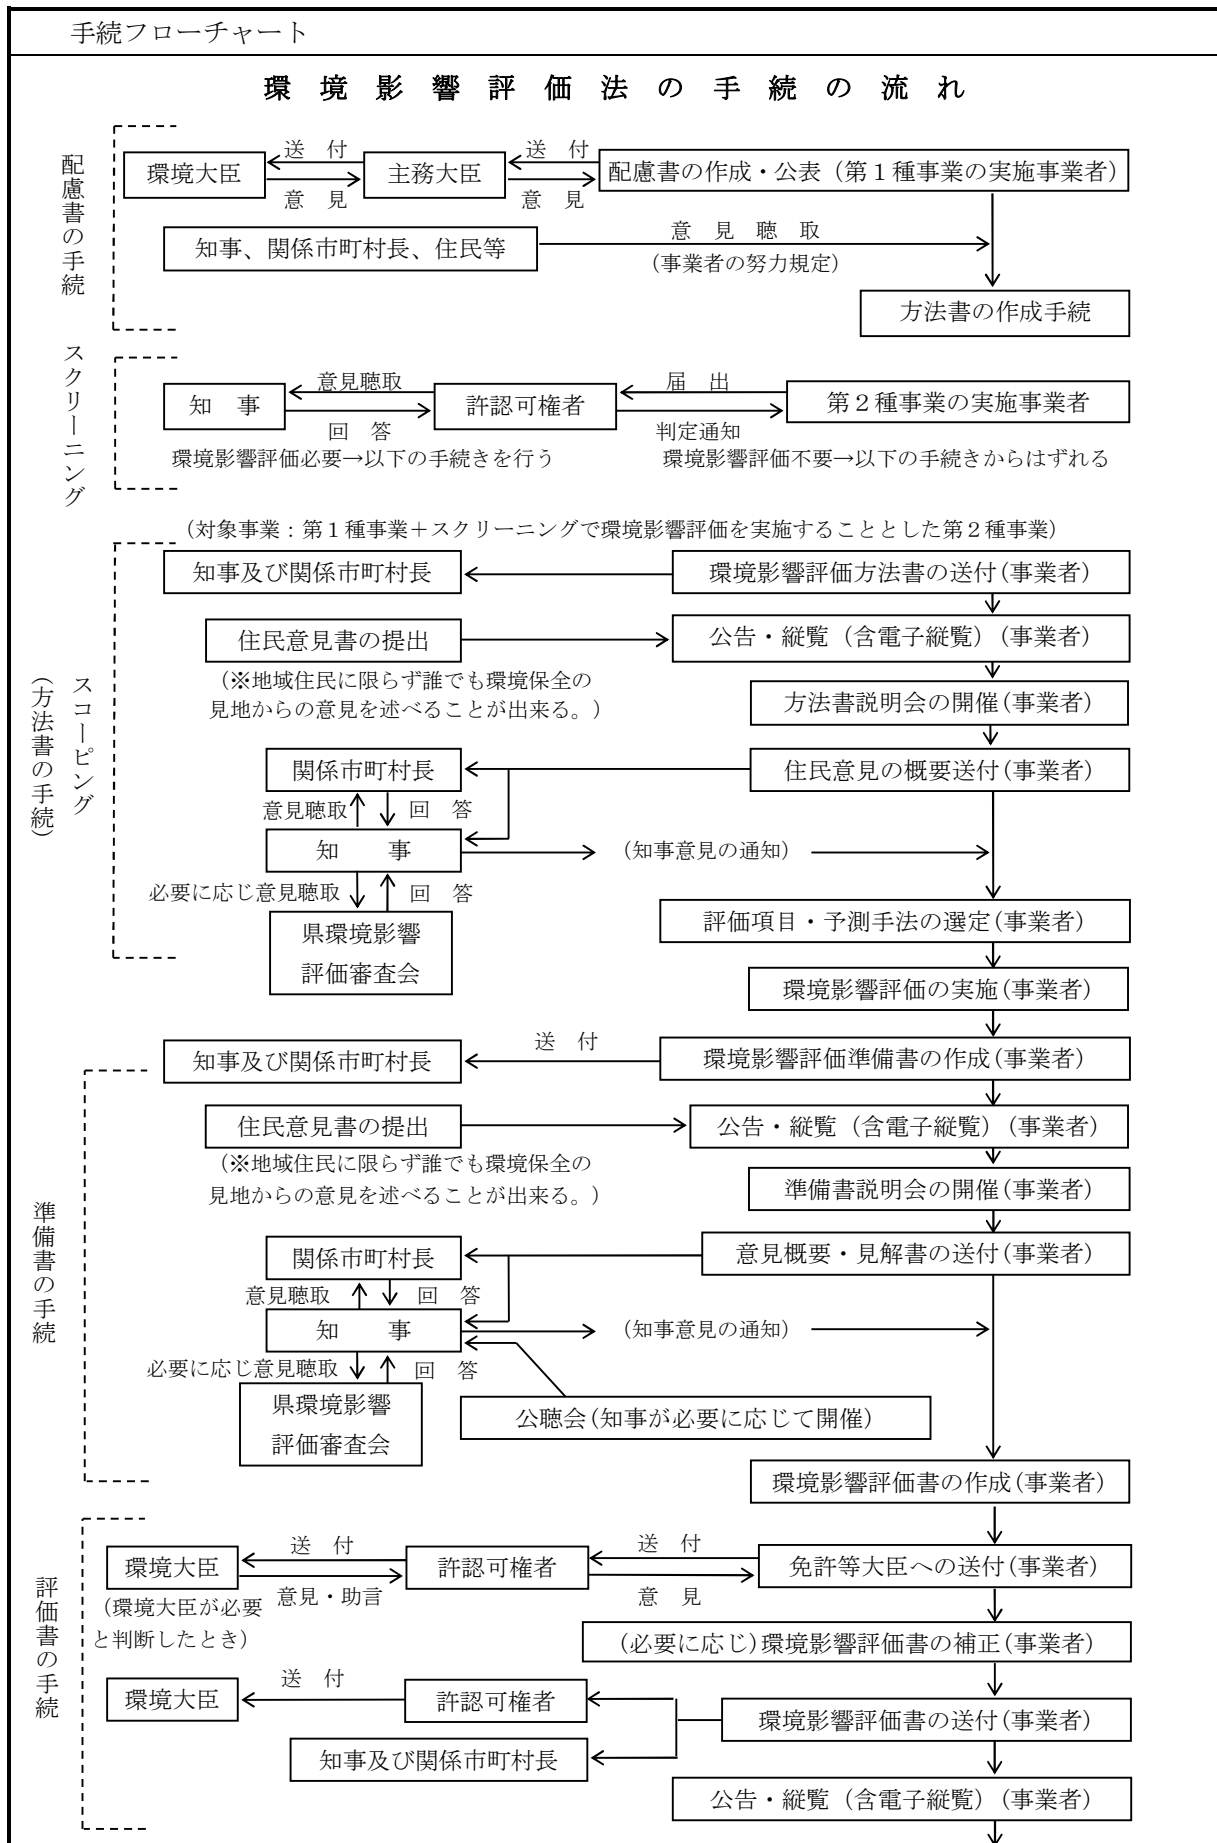 手続フローチャート
環境影響評価法の手続の流れ
配慮書の手続
送付
送付
環境大臣
主務大臣
配慮書の作成・公表（第１種事業の実施事業者）
意見
意見
知事、関係市町村長、住民等
意見聴取
（事業者の努力規定）
方法書の作成手続
スクリーニング
意見聴取
届出
知事
許認可権者
第２種事業の実施事業者
回答
判定通知
環境影響評価必要→以下の手続きを行う
環境影響評価不要→以下の手続きからはずれる
（対象事業：第１種事業＋スクリーニングで環境影響評価を実施することとした第２種事業）
スコーピング
（方法書の手続）
知事及び関係市町村長
環境影響評価方法書の送付（事業者）
住民意見書の提出
公告・縦覧（含電子縦覧）（事業者）
（※地域住民に限らず誰でも環境保全の
見地からの意見を述べることが出来る。）
方法書説明会の開催（事業者）
関係市町村長
住民意見の概要送付（事業者）
意見聴取
回答
知事
（知事意見の通知）
必要に応じ意見聴取
回答
県環境影響
評価審査会
評価項目・予測手法の選定（事業者）
環境影響評価の実施（事業者）
準備書の手続
送付
知事及び関係市町村長
環境影響評価準備書の作成（事業者）
住民意見書の提出
公告・縦覧（含電子縦覧）（事業者）
（※地域住民に限らず誰でも環境保全の
見地からの意見を述べることが出来る。）
準備書説明会の開催（事業者）
関係市町村長
意見概要・見解書の送付（事業者）
意見聴取
回答
知事
（知事意見の通知）
必要に応じ意見聴取
回答
県環境影響
評価審査会
公聴会（知事が必要に応じて開催）
環境影響評価書の作成（事業者）
評価書の手続
送付
送付
環境大臣
許認可権者
免許等大臣への送付（事業者）
意見・助言
意見
（環境大臣が必要
と判断したとき）
（必要に応じ）環境影響評価書の補正（事業者）
送付
環境大臣
許認可権者
環境影響評価書の送付（事業者）
知事及び関係市町村長
公告・縦覧（含電子縦覧）（事業者）